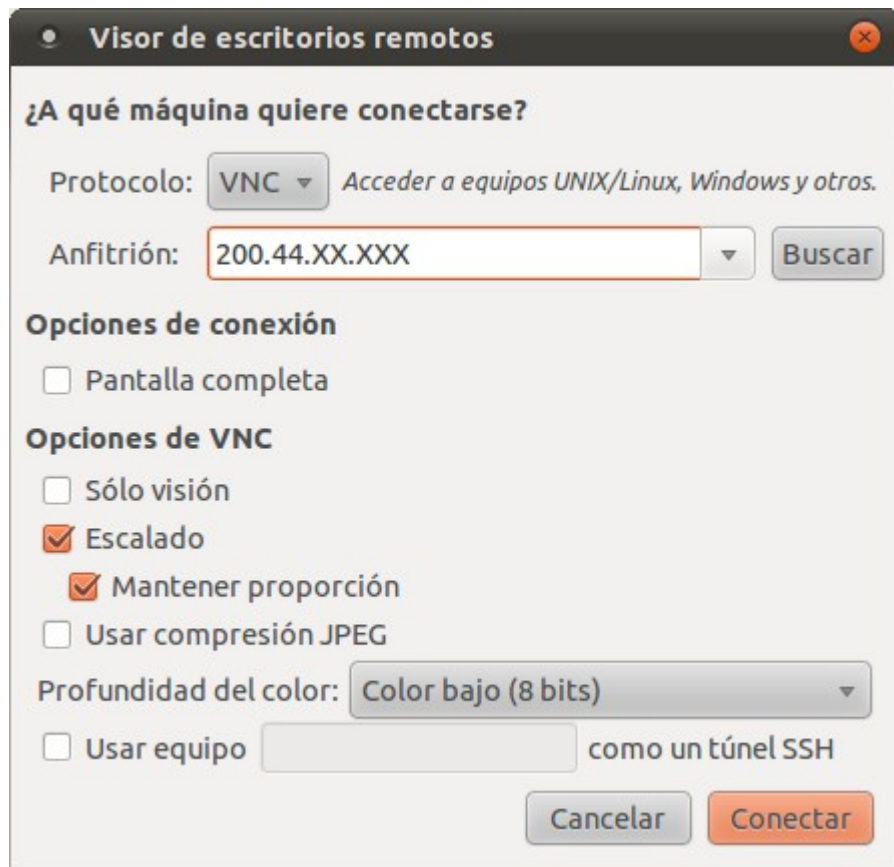 Visor de escritorios remotos
¿A qué máquina quiere conectarse?
Protocolo: VNC Acceder a equipos UNIX/Linux, Windows y otros.
Anfitrión: 200.44.XX.XXX Buscar
Opciones de conexión
Pantalla completa
Opciones de VNC
Sólo visión
Escalado
Mantener proporción
Usar compresión JPEG
Profundidad del color: Color bajo (8 bits)
Usar equipo como un túnel SSH
Cancelar Conectar